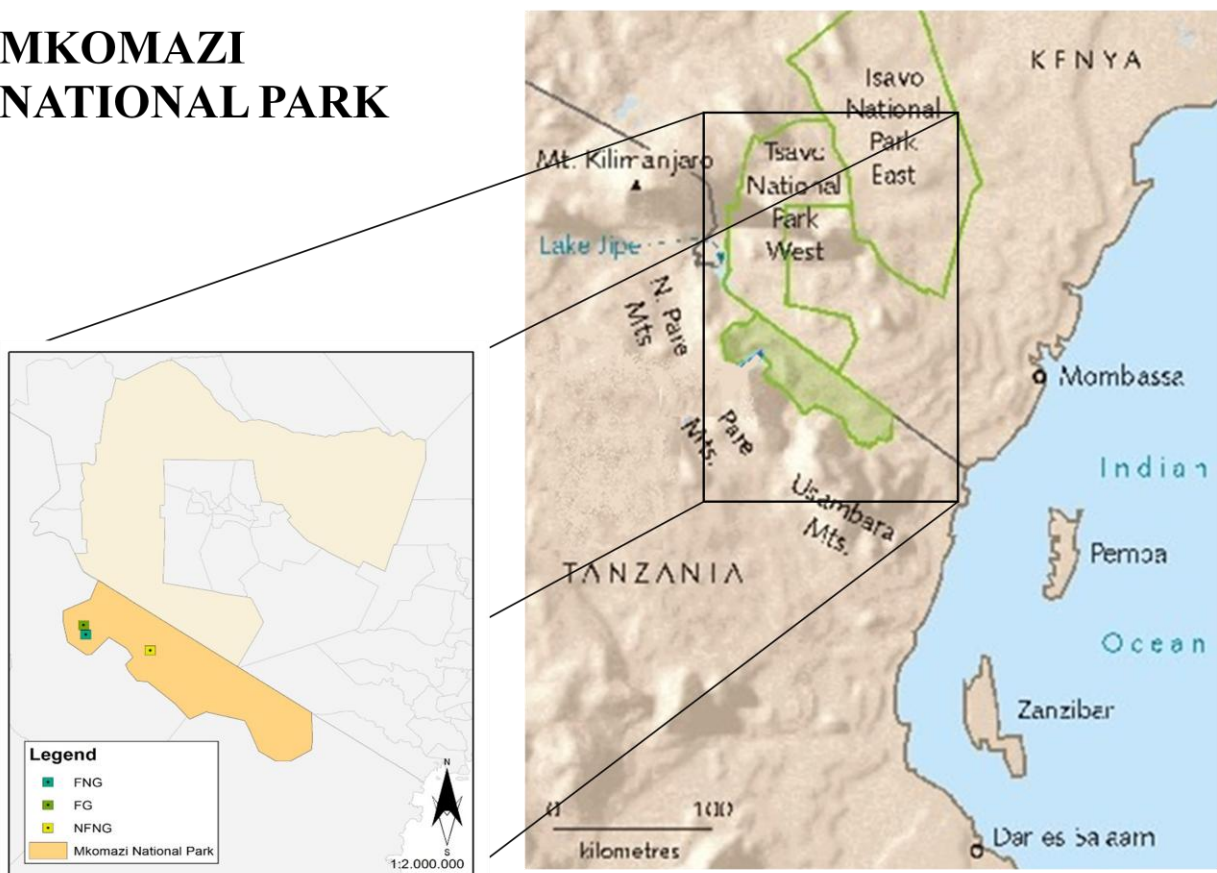 MKOMAZI
NATIONAL PARK
KENYA
Isavo
National
Park
East
Mt. Kilimanjaro
Tsavo
National
Park
West
Lake Jipe
N. Pare
Mts
Pare
Mts.
Usambara
Mts.
Mombassa
Indian
Ocean
Pemba
TANZANIA
Zanzibar
Dar es Salaam
0 100
kilometres
Legend
FNG
FG
NFNG
Mkomazi National Park
N
S
1:2.000.000